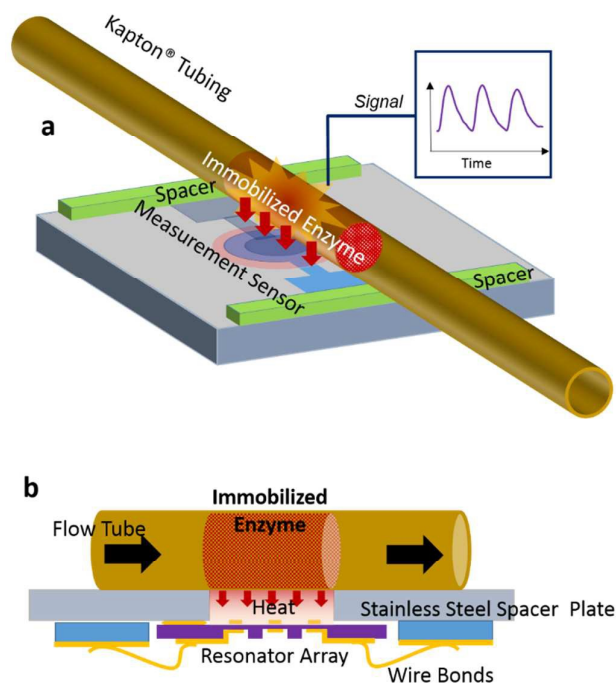 Kapton® Tubing
a
Signal
Time
Immobilized Enzyme
Spacer
Measurement Sensor
Spacer
b
Immobilized
Enzyme
Flow Tube
Heat
Stainless Steel Spacer Plate
Resonator Array
Wire Bonds